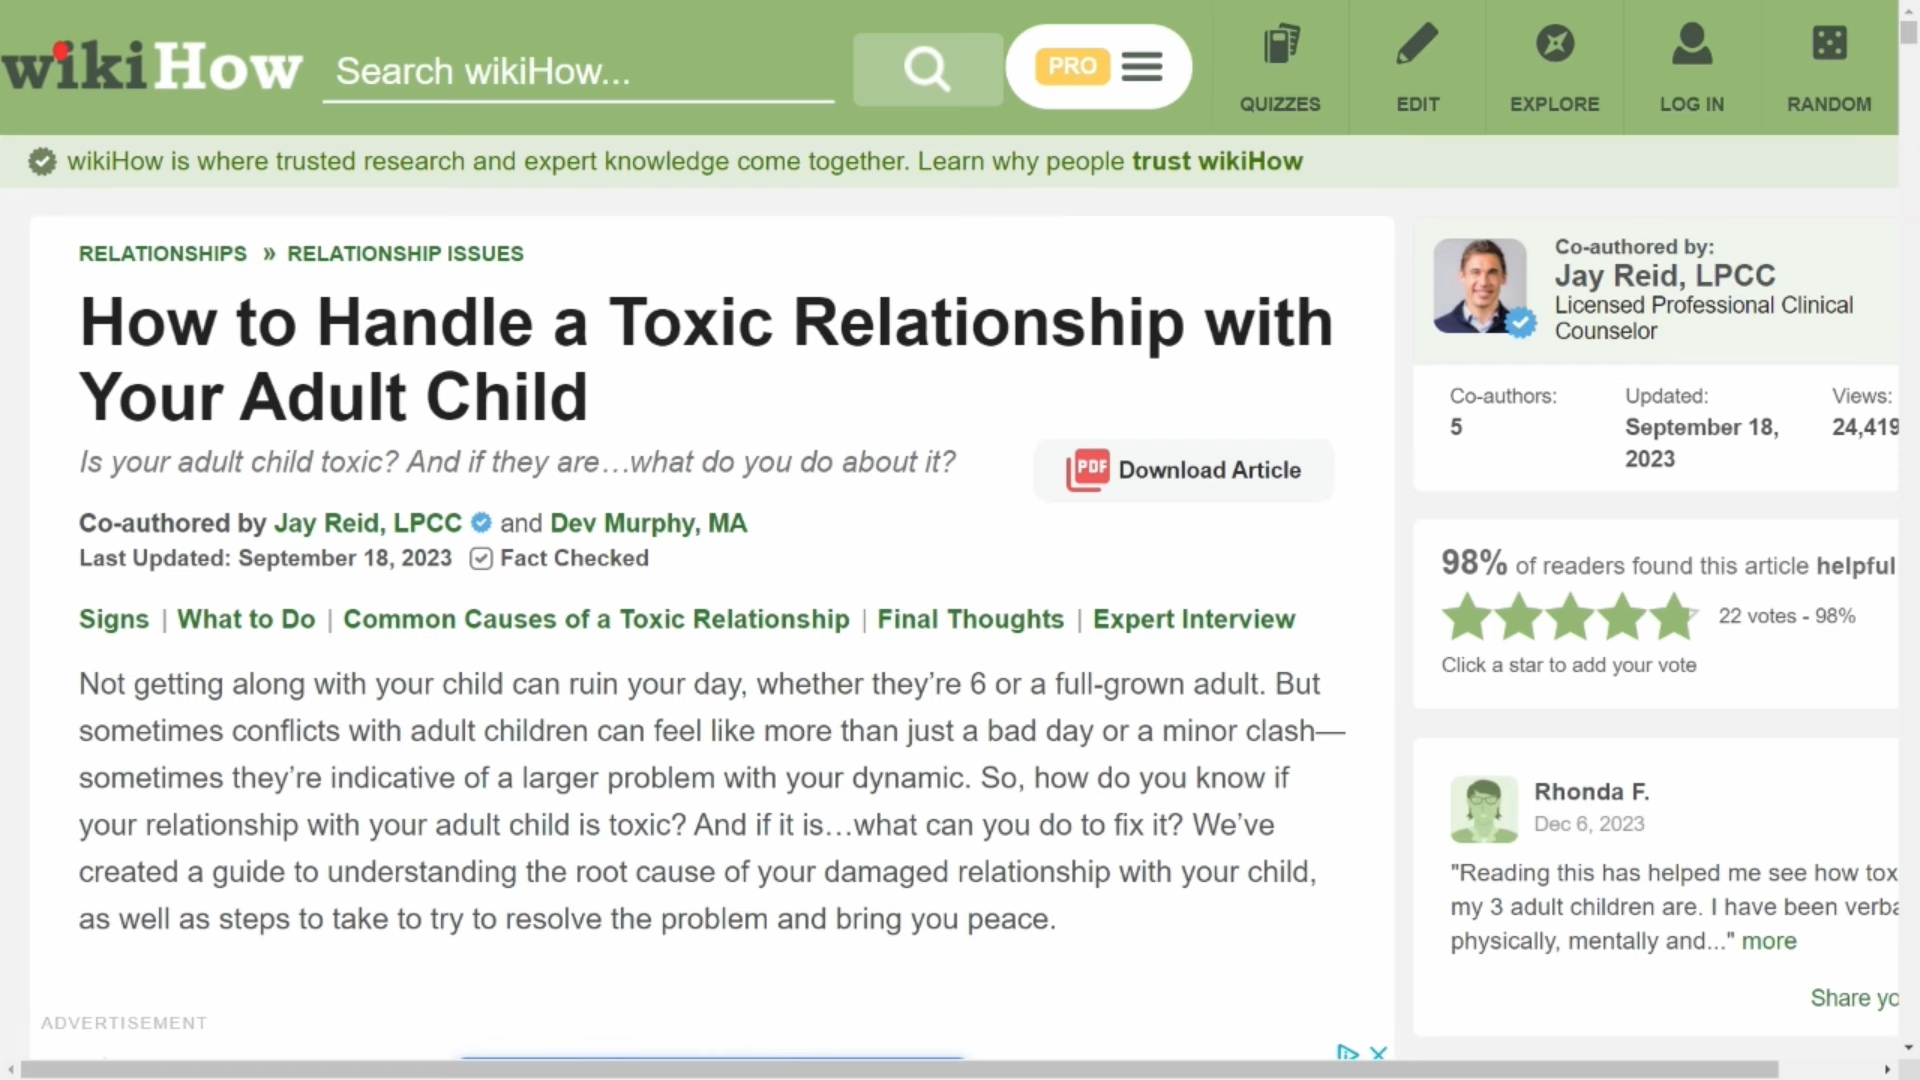 wikiHow
Search wikiHow...
PRO
QUIZZES
EDIT
EXPLORE
LOG IN
RANDOM
wikiHow is where trusted research and expert knowledge come together. Learn why people trust wikiHow
RELATIONSHIPS » RELATIONSHIP ISSUES
How to Handle a Toxic Relationship with
Your Adult Child
Is your adult child toxic? And if they are…what do you do about it?
PDF Download Article
Co-authored by Jay Reid, LPCC and Dev Murphy, MA
Last Updated: September 18, 2023 Fact Checked
Signs | What to Do | Common Causes of a Toxic Relationship | Final Thoughts | Expert Interview
Not getting along with your child can ruin your day, whether they’re 6 or a full-grown adult. But
sometimes conflicts with adult children can feel like more than just a bad day or a minor clash—
sometimes they’re indicative of a larger problem with your dynamic. So, how do you know if
your relationship with your adult child is toxic? And if it is…what can you do to fix it? We’ve
created a guide to understanding the root cause of your damaged relationship with your child,
as well as steps to take to try to resolve the problem and bring you peace.
ADVERTISEMENT
Co-authored by:
Jay Reid, LPCC
Licensed Professional Clinical
Counselor
Co-authors:
5
Updated:
September 18,
2023
Views:
24,419
98% of readers found this article helpful
22 votes - 98%
Click a star to add your vote
Rhonda F.
Dec 6, 2023
"Reading this has helped me see how tox
my 3 adult children are. I have been verba
physically, mentally and..." more
Share yo